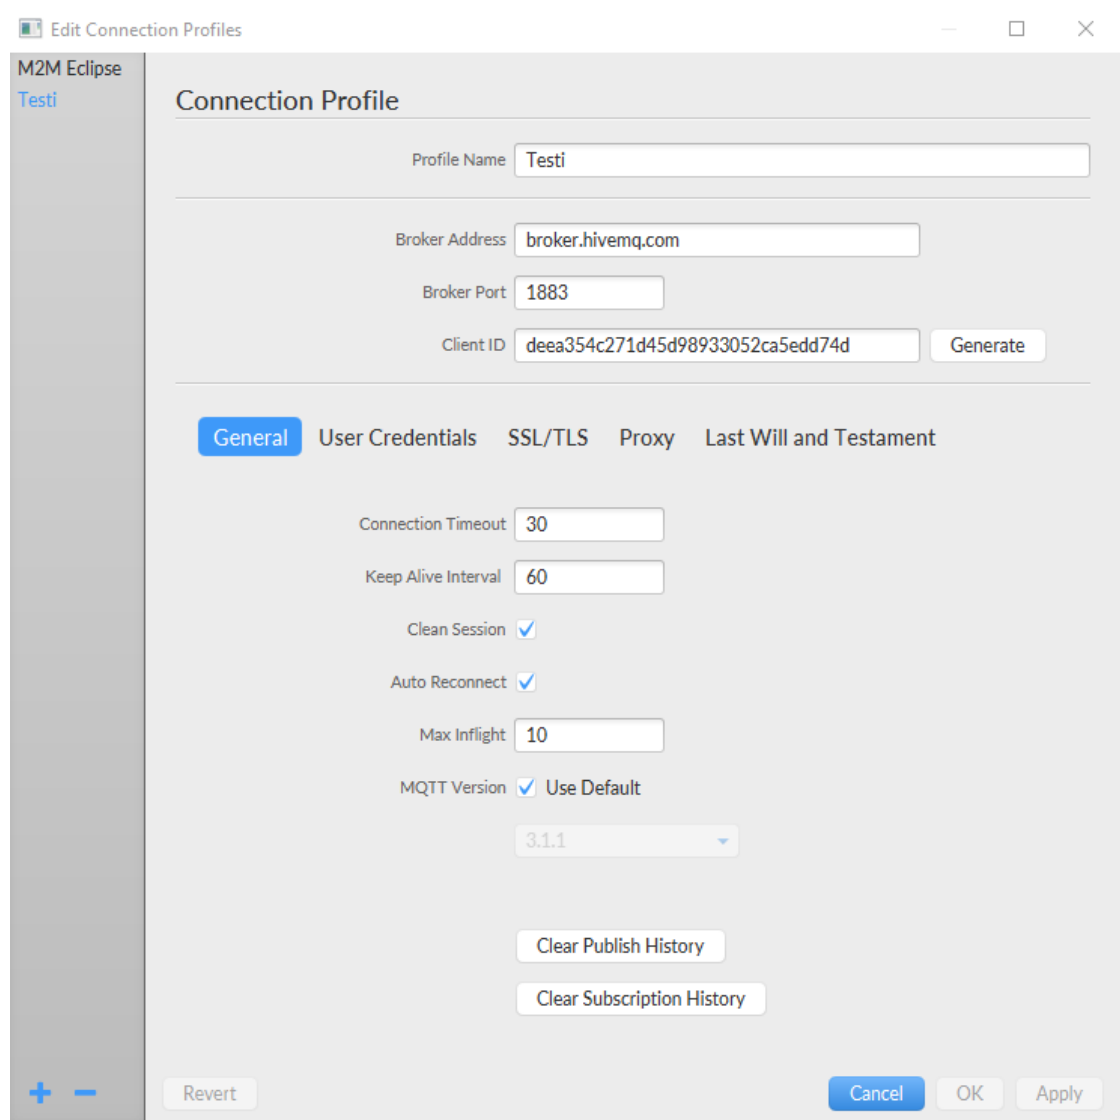 Edit Connection Profiles
M2M Eclipse
Testi
Connection Profile
Profile Name Testi
Broker Address broker.hivemq.com
Broker Port 1883
Client ID deea354c271d45d98933052ca5edd74d Generate
General User Credentials SSL/TLS Proxy Last Will and Testament
Connection Timeout 30
Keep Alive Interval 60
Clean Session
Auto Reconnect
Max Inflight 10
MQTT Version Use Default
3.1.1
Clear Publish History
Clear Subscription History
Revert Cancel OK Apply